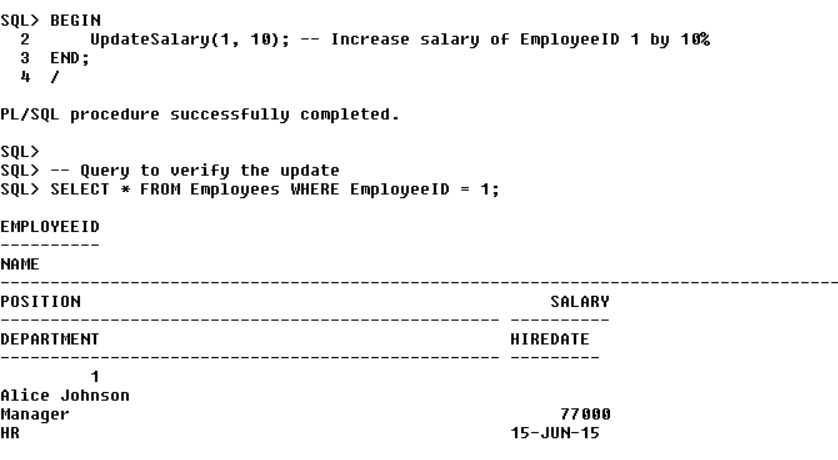 SQL> BEGIN
  2      UpdateSalary(1, 10); -- Increase salary of EmployeeID 1 by 10%
  3  END;
  4  /
PL/SQL procedure successfully completed.
SQL>
SQL> -- Query to verify the update
SQL> SELECT * FROM Employees WHERE EmployeeID = 1;
EMPLOYEEID
----------
NAME
------------------------------------------------------------------------------------
POSITION                                               SALARY
-------------------------------------------------- ----------
DEPARTMENT                                         HIREDATE
-------------------------------------------------- ---------
         1
Alice Johnson
Manager                                                 77000
HR                                                 15-JUN-15